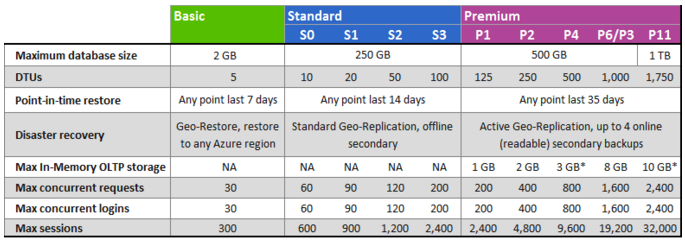 Basic Standard Premium
S0 S1 S2 S3 P1 P2 P4 P6/P3 P11
Maximum database size 2 GB 250 GB 500 GB 1 TB
DTUs 5 10 20 50 100 125 250 500 1,000 1,750
Point-in-time restore Any point last 7 days Any point last 14 days Any point last 35 days
Disaster recovery Geo-Restore, restore to any Azure region Standard Geo-Replication, offline secondary Active Geo-Replication, up to 4 online (readable) secondary backups
Max In-Memory OLTP storage NA NA NA NA NA 1 GB 2 GB 3 GB* 8 GB 10 GB*
Max concurrent requests 30 60 90 120 200 200 400 800 1,600 2,400
Max concurrent logins 30 60 90 120 200 200 400 800 1,600 2,400
Max sessions 300 600 900 1,200 2,400 2,400 4,800 9,600 19,200 32,000